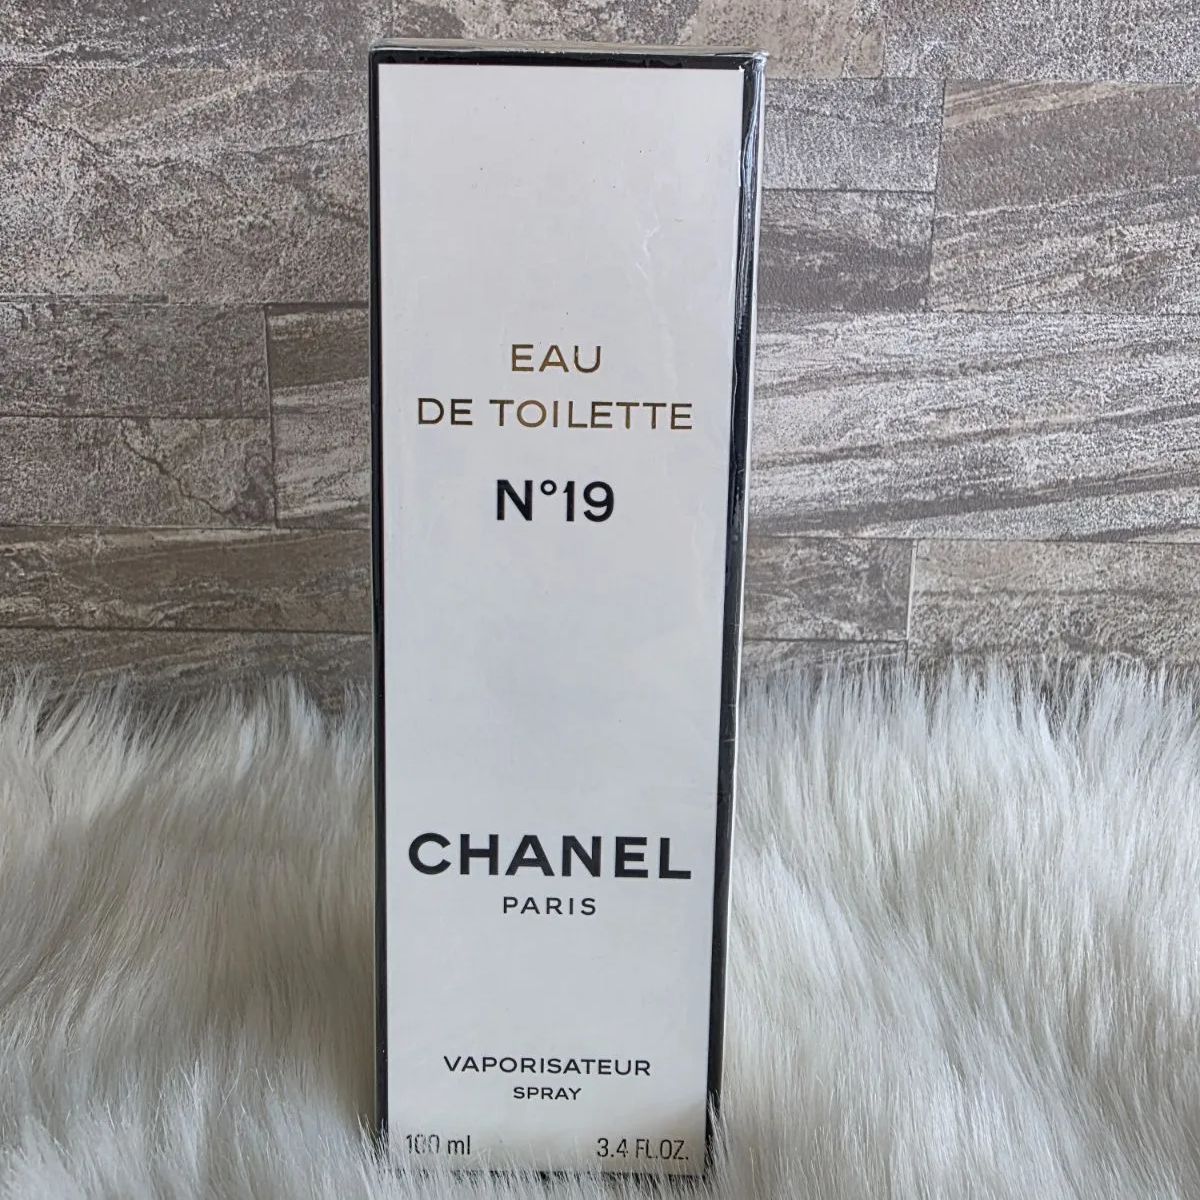 EAU
DE TOILETTE
N°19
CHANEL
PARIS
VAPORISATEUR
SPRAY
100 ml 3.4 FL.OZ.